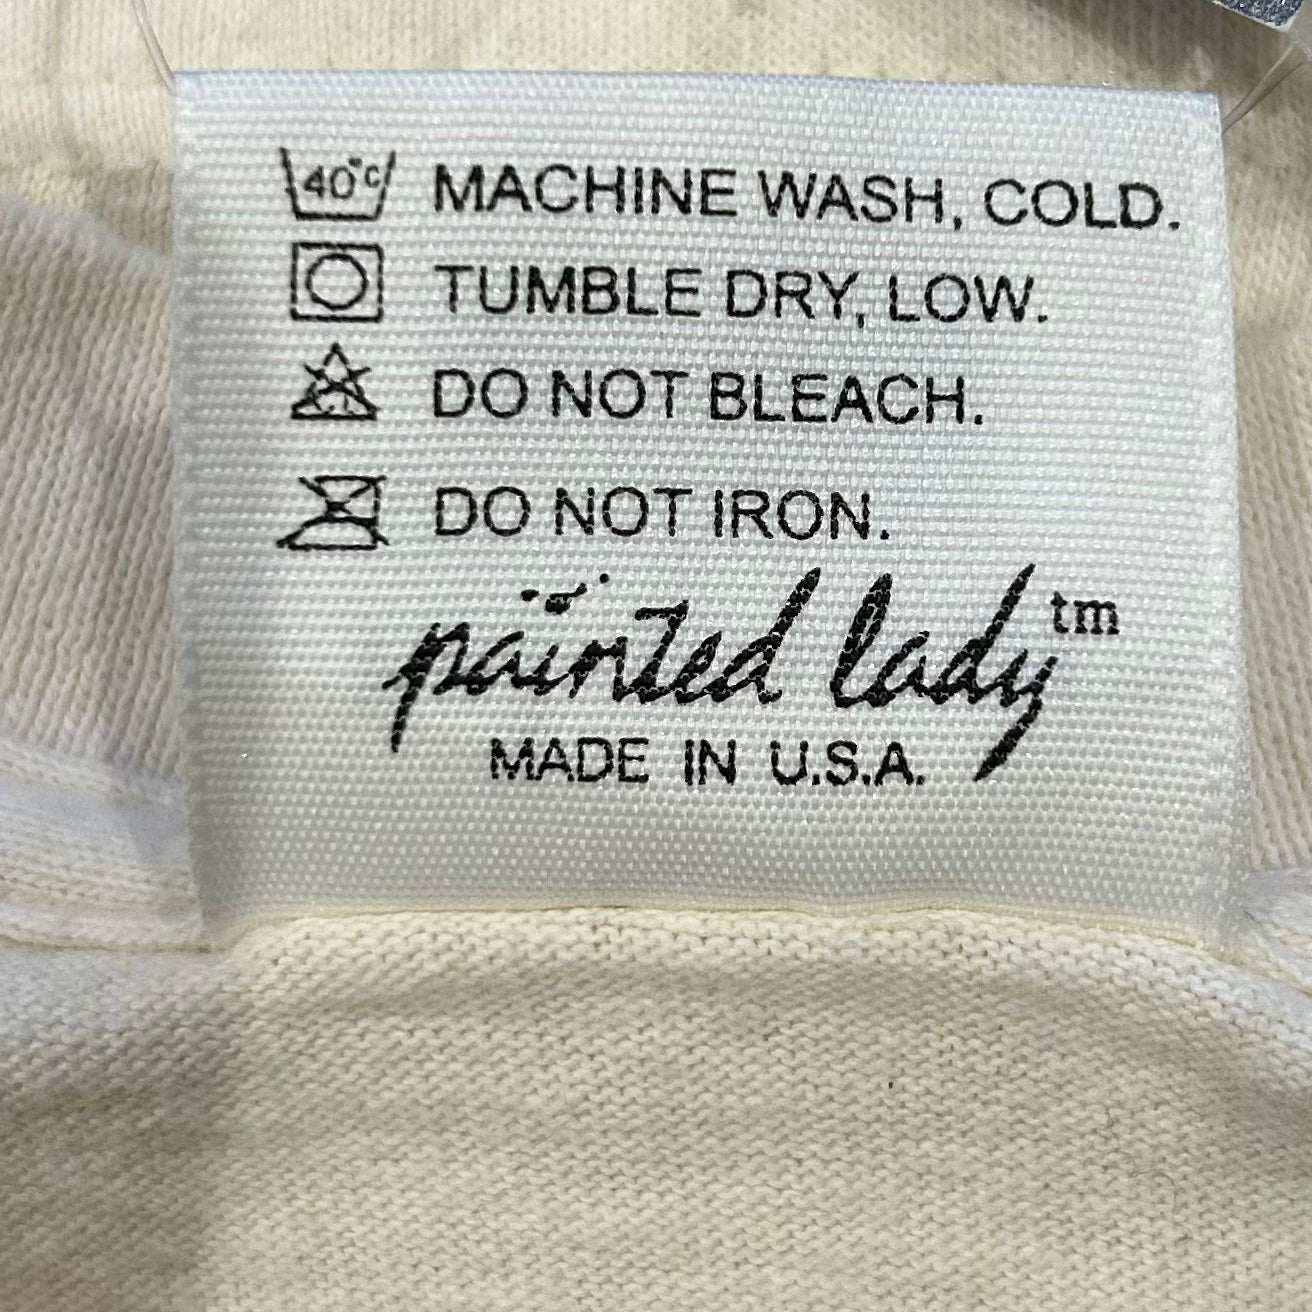 40°C MACHINE WASH, COLD.
TUMBLE DRY, LOW.
DO NOT BLEACH.
DO NOT IRON.
painted lady tm
MADE IN U.S.A.